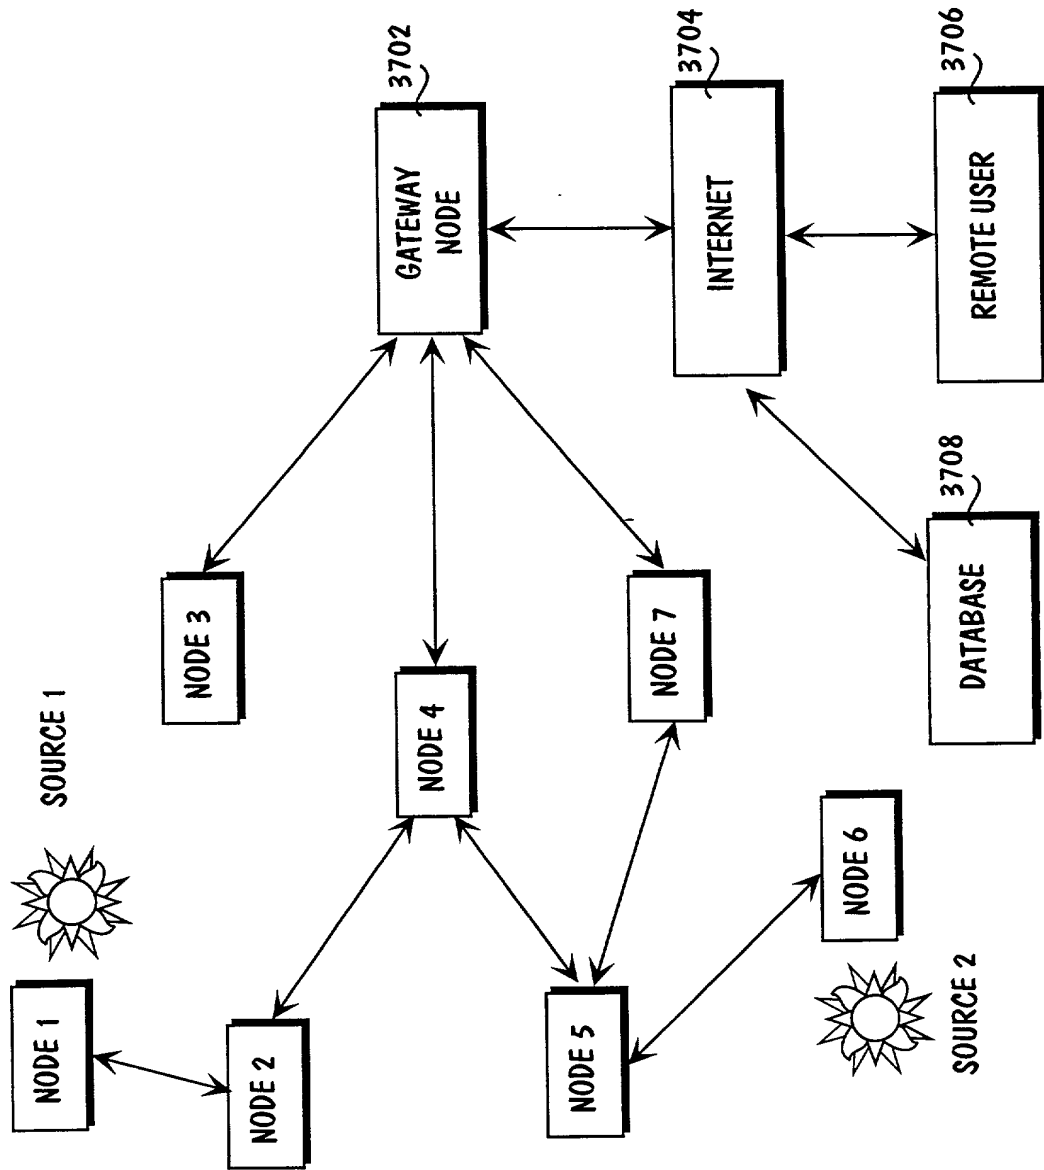 SOURCE 1
NODE 1
NODE 2
NODE 3
NODE 4
NODE 5
NODE 6
NODE 7
SOURCE 2
GATEWAY
NODE
3702
INTERNET
3704
REMOTE USER
3706
DATABASE
3708